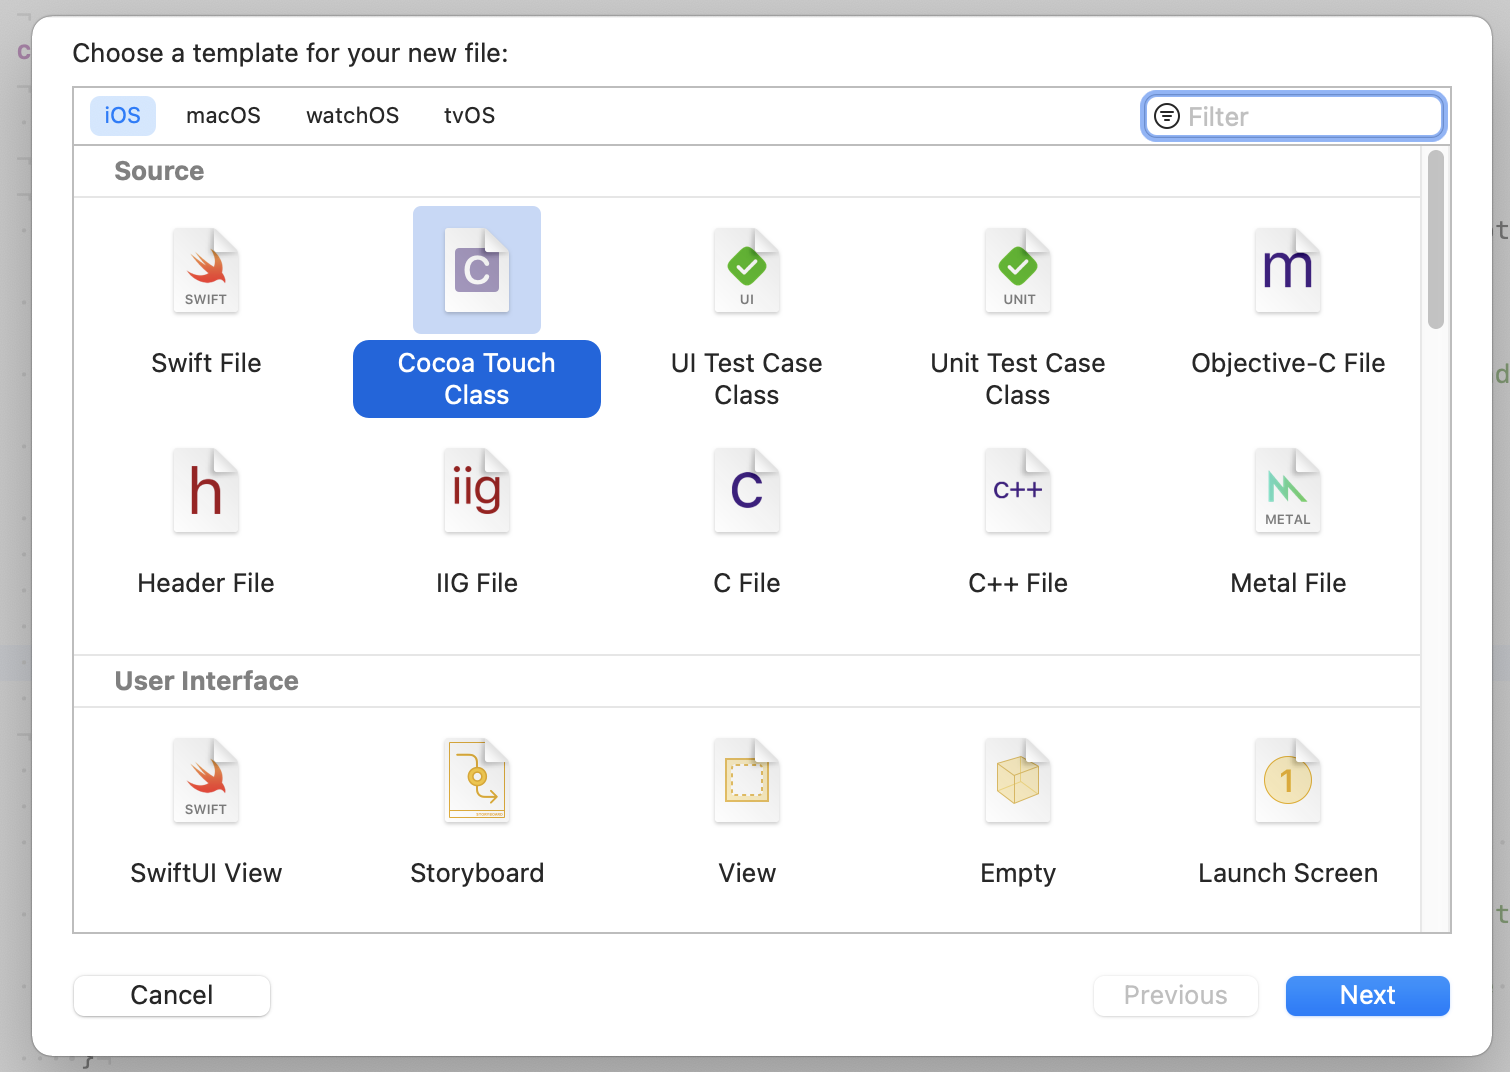 Choose a template for your new file:
iOS macOS watchOS tvOS Filter
Source
SWIFT C UI UNIT m
Swift File Cocoa Touch Class UI Test Case Class Unit Test Case Class Objective-C File
h iig C C++ METAL
Header File IIG File C File C++ File Metal File
User Interface
SWIFT 1
SwiftUI View Storyboard View Empty Launch Screen
Cancel Previous Next
}